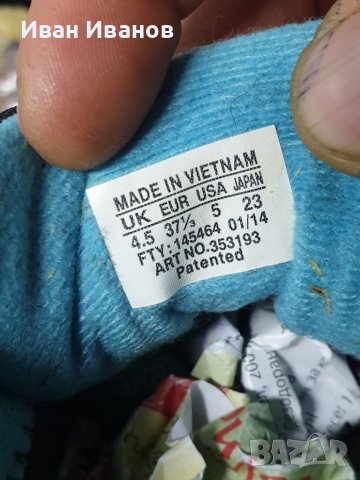 Иван Иванов
MADE IN VIETNAM
UK EUR USA JAPAN
4.5 37⅓ 5 23
FTY: 145464 01/14
ART NO.353193
Patented
BAZAR